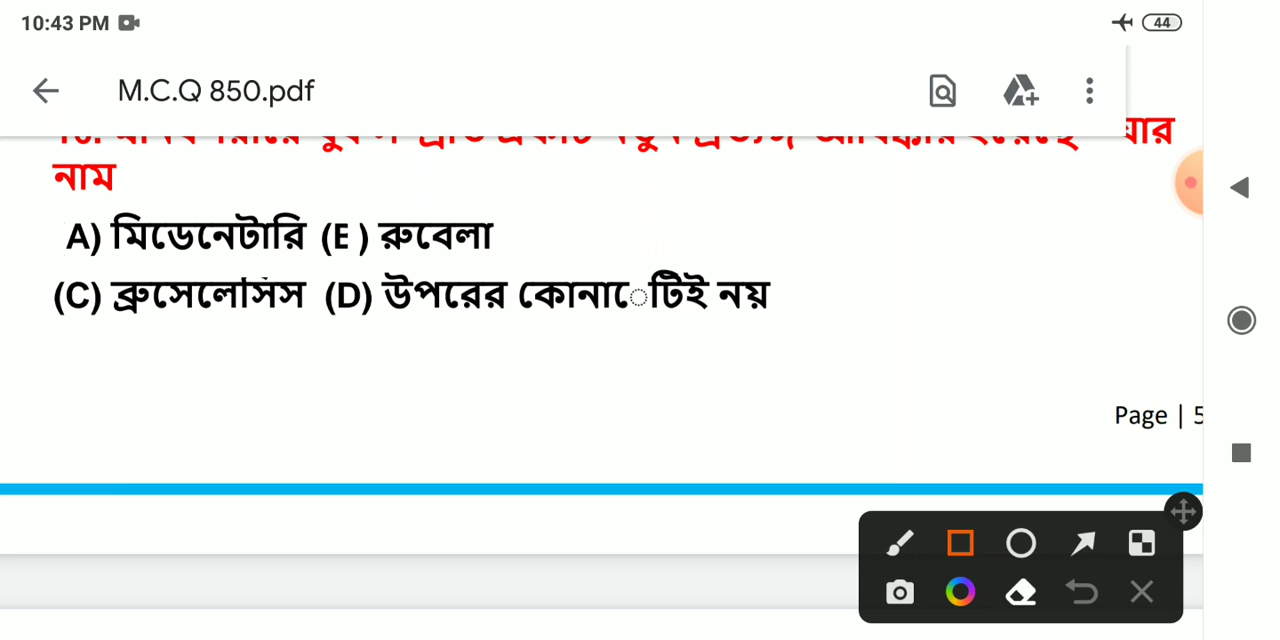 10:43 PM 44
M.C.Q 850.pdf
যার
নাম
A) মিডেনেটারি (E ) রুবেলা
(C) ব্রুসেলোসিস (D) উপরের কোনাে​েটিই নয়
Page | 5